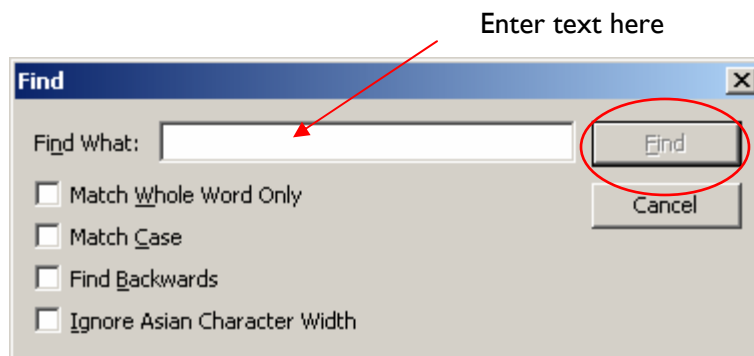 Enter text here
Find
Find What:
Find
Match Whole Word Only
Cancel
Match Case
Find Backwards
Ignore Asian Character Width